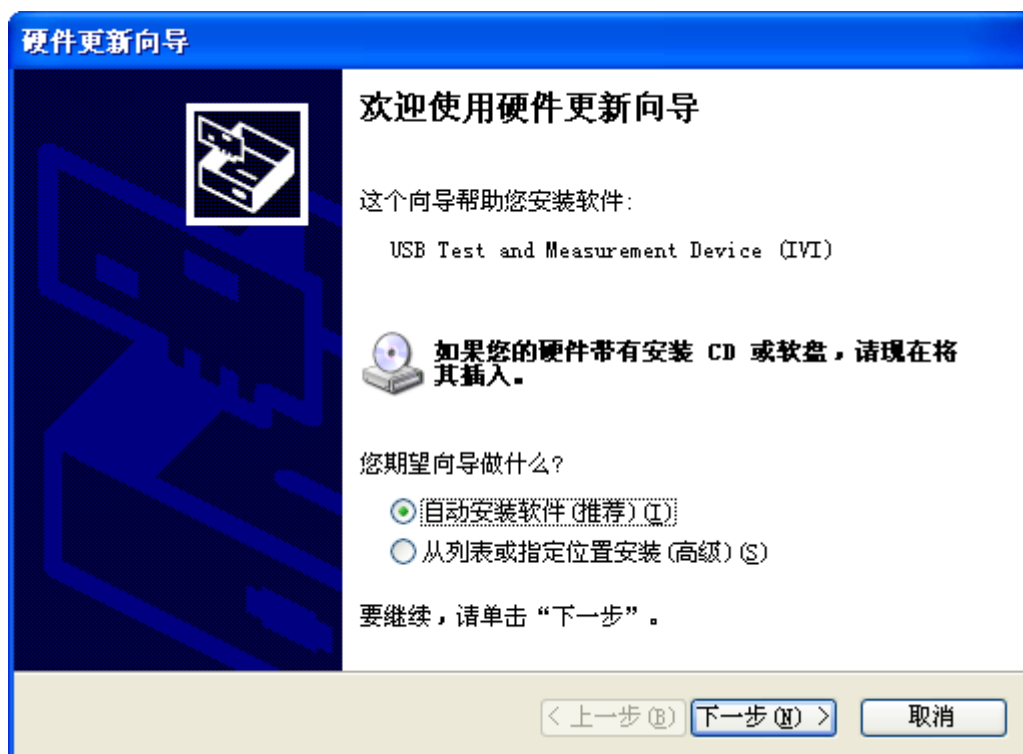 硬件更新向导
欢迎使用硬件更新向导
这个向导帮助您安装软件:
USB Test and Measurement Device (IVI)
如果您的硬件带有安装 CD 或软盘，请现在将
其插入。
您期望向导做什么?
自动安装软件(推荐)(I)
从列表或指定位置安装(高级)(S)
要继续，请单击“下一步”。
< 上一步(B) 下一步(N) > 取消